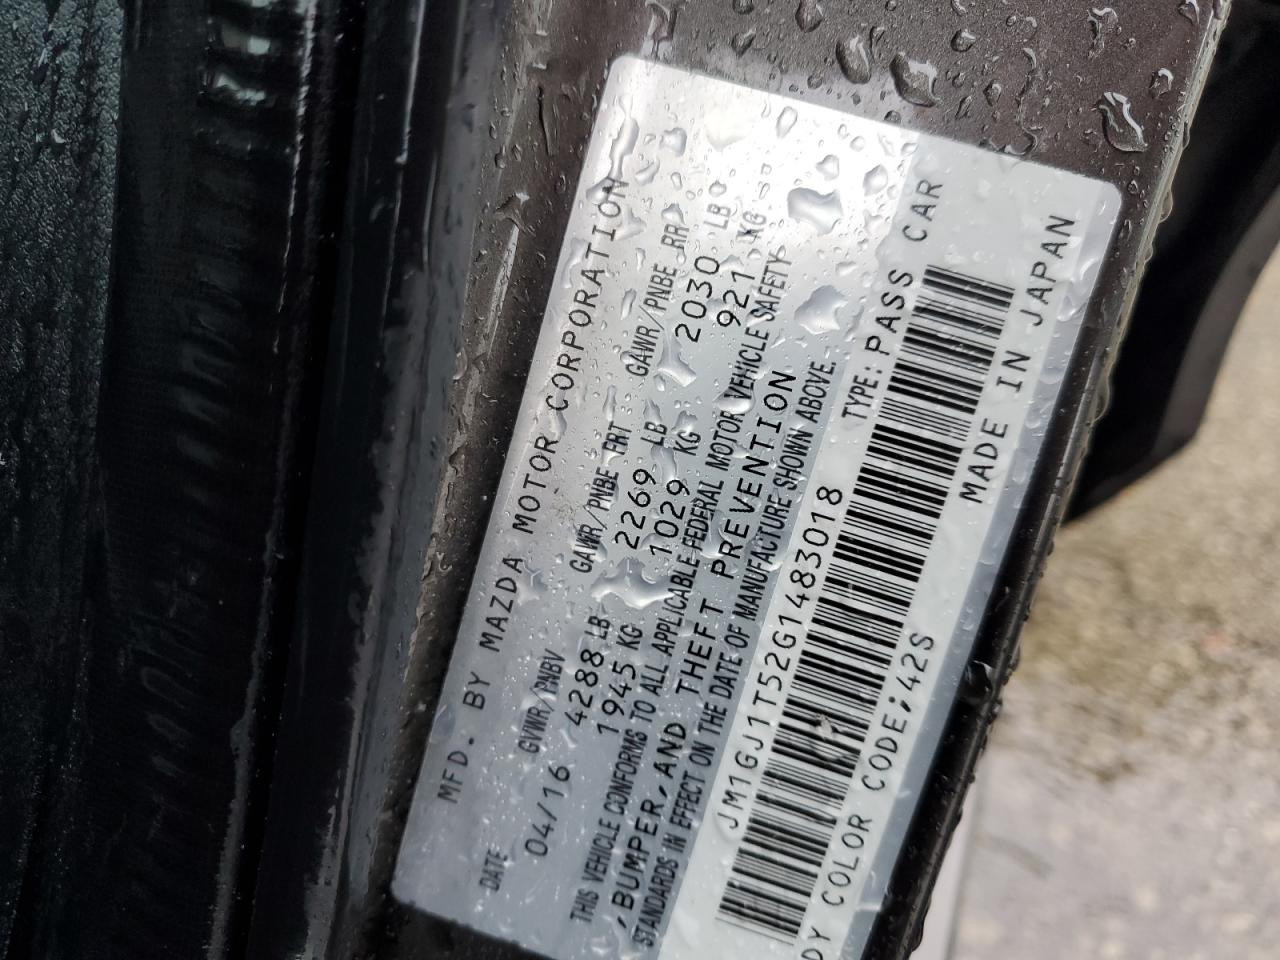 MFD. BY MAZDA MOTOR CORPORATION
DATE GVWR/PNBV GAWR/PNBE FRT GAWR/PNBE RR
04/16 4288 LB 2269 LB 2030 LB
1945 KG 1029 KG 921 KG
THIS VEHICLE CONFORMS TO ALL APPLICABLE FEDERAL MOTOR VEHICLE SAFETY
,BUMPER,AND THEFT PREVENTION
STANDARDS IN EFFECT ON THE DATE OF MANUFACTURE SHOWN ABOVE.
JM1GJ1T52G1483018 TYPE: PASS CAR
DY COLOR CODE;42S MADE IN JAPAN